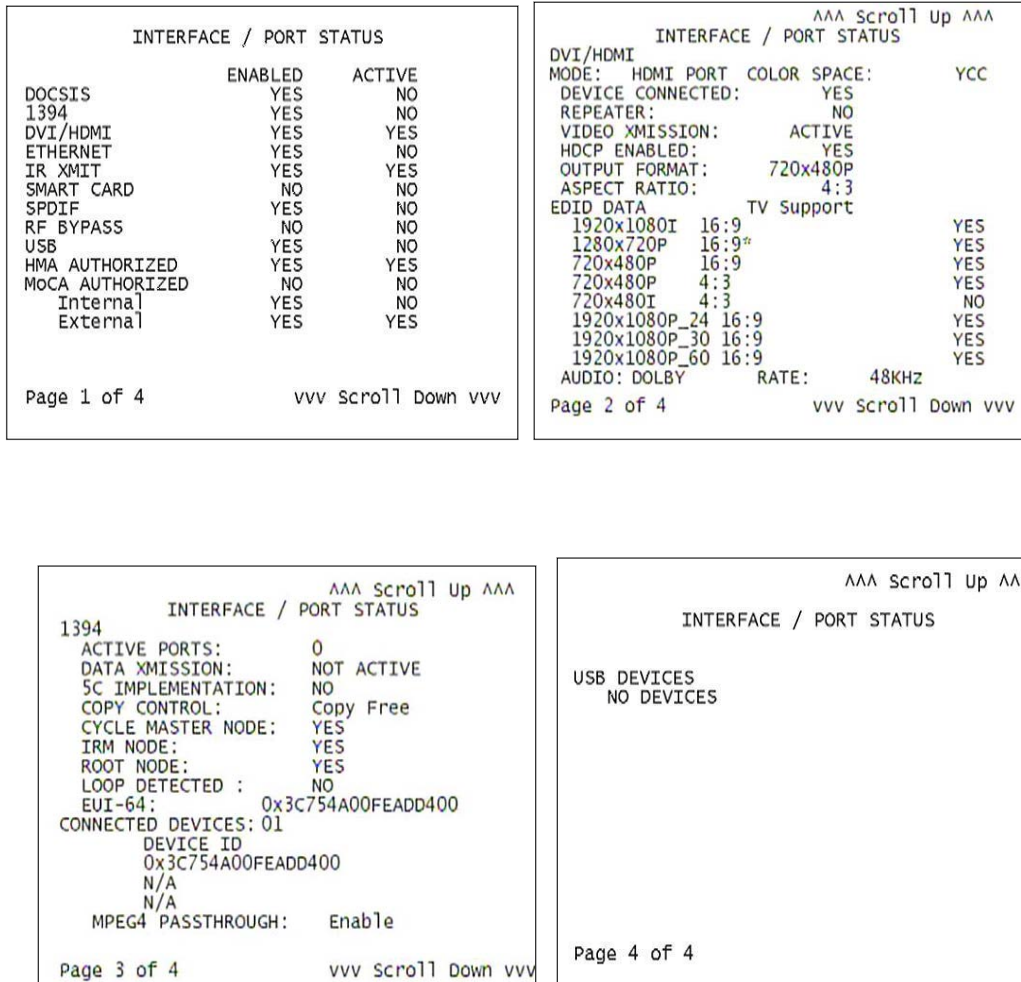 INTERFACE / PORT STATUS
ENABLED ACTIVE
DOCSIS YES NO
1394 YES NO
DVI/HDMI YES YES
ETHERNET YES NO
IR XMIT YES YES
SMART CARD NO NO
SPDIF YES NO
RF BYPASS NO NO
USB YES NO
HMA AUTHORIZED YES YES
MoCA AUTHORIZED NO NO
Internal YES NO
External YES YES
Page 1 of 4 vvv Scroll Down vvv
ΛΛΛ Scroll Up ΛΛΛ
INTERFACE / PORT STATUS
DVI/HDMI
MODE: HDMI PORT COLOR SPACE: YCC
DEVICE CONNECTED: YES
REPEATER: NO
VIDEO XMISSION: ACTIVE
HDCP ENABLED: YES
OUTPUT FORMAT: 720x480P
ASPECT RATIO: 4:3
EDID DATA TV Support
1920x1080I 16:9 YES
1280x720P 16:9* YES
720x480P 16:9 YES
720x480P 4:3 YES
720x480I 4:3 NO
1920x1080P_24 16:9 YES
1920x1080P_30 16:9 YES
1920x1080P_60 16:9 YES
AUDIO: DOLBY RATE: 48KHz
Page 2 of 4 vvv Scroll Down vvv
ΛΛΛ Scroll Up ΛΛΛ
INTERFACE / PORT STATUS
1394
ACTIVE PORTS: 0
DATA XMISSION: NOT ACTIVE
5C IMPLEMENTATION: NO
COPY CONTROL: Copy Free
CYCLE MASTER NODE: YES
IRM NODE: YES
ROOT NODE: YES
LOOP DETECTED : NO
EUI-64: 0x3C754A00FEADD400
CONNECTED DEVICES: 01
DEVICE ID
0x3C754A00FEADD400
N/A
N/A
MPEG4 PASSTHROUGH: Enable
Page 3 of 4 vvv Scroll Down vvv
ΛΛΛ Scroll Up ΛΛ
INTERFACE / PORT STATUS
USB DEVICES
NO DEVICES
Page 4 of 4